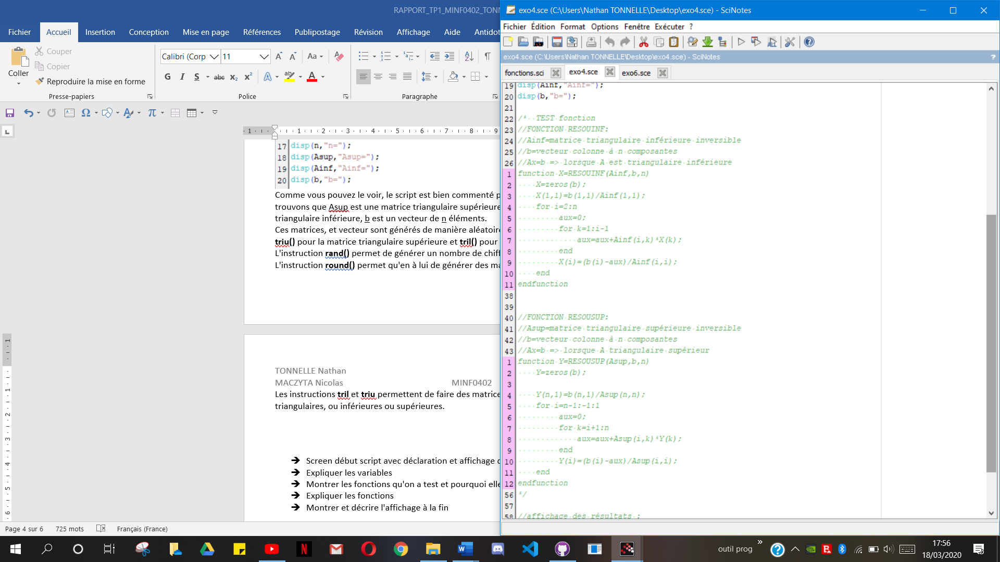 RAPPORT_TP1_MINF0402_TONN
Fichier Accueil Insertion Conception Mise en page Références Publipostage Révision Affichage Aide Antidot
Couper
Copier
Coller
Reproduire la mise en forme
Calibri (Corp 11
Aa
G I S abc x₂ x²
Presse-papiers Police Paragraphe
17 disp(n,"n=");
18 disp(Asup,"Asup=");
19 disp(Ainf,"Ainf=");
20 disp(b,"b=");
Comme vous pouvez le voir, le script est bien commenté p
trouvons que Asup est une matrice triangulaire supérieure
triangulaire inférieure, b est un vecteur de n éléments.
Ces matrices, et vecteur sont générés de manière aléatoire
triu() pour la matrice triangulaire supérieure et tril() pour
L'instruction rand() permet de générer un nombre de chiff
L'instruction round() permet qu'en à lui de générer des ma
TONNELLE Nathan
MACZYTA Nicolas MINF0402
Les instructions tril et triu permettent de faire des matrice
triangulaires, ou inférieures ou supérieures.
➔ Screen début script avec déclaration et affichage d
➔ Expliquer les variables
➔ Montrer les fonctions qu'on a test et pourquoi elle
➔ Expliquer les fonctions
➔ Montrer et décrire l'affichage à la fin
Page 4 sur 6 725 mots Français (France)
exo4.sce (C:\Users\Nathan TONNELLE\Desktop\exo4.sce) - SciNotes
Fichier Édition Format Options Fenêtre Exécuter ?
exo4.sce (C:\Users\Nathan TONNELLE\Desktop\exo4.sce) - SciNotes ?
fonctions.sci exo4.sce exo6.sce
19 disp(Ainf,"Ainf=");
20 disp(b,"b=");
21
22 /* TEST fonction
23 //FONCTION RESOUINF:
24 //Ainf=matrice triangulaire inférieure inversible
25 //b=vecteur colonne à n composantes
26 //Ax=b => lorsque A est triangulaire inférieure
1 function X=RESOUINF(Ainf,b,n)
2 X=zeros(b);
3 X(1,1)=b(1,1)/Ainf(1,1);
4 for i=2:n
5 aux=0;
6 for k=1:i-1
7 aux=aux+Ainf(i,k)*X(k);
8 end
9 X(i)=(b(i)-aux)/Ainf(i,i);
10 end
11 endfunction
38
39
40 //FONCTION RESOUSUP:
41 //Asup=matrice triangulaire supérieure inversible
42 //b=vecteur colonne à n composantes
43 //Ax=b => lorsque A triangulaire supérieur
1 function Y=RESOUSUP(Asup,b,n)
2 Y=zeros(b);
3
4 Y(n,1)=b(n,1)/Asup(n,n);
5 for i=n-1:-1:1
6 aux=0;
7 for k=i+1:n
8 aux=aux+Asup(i,k)*Y(k);
9 end
10 Y(i)=(b(i)-aux)/Asup(i,i);
11 end
12 endfunction
56 */
57
58 //affichage des résultats :
outil prog
17:56
18/03/2020